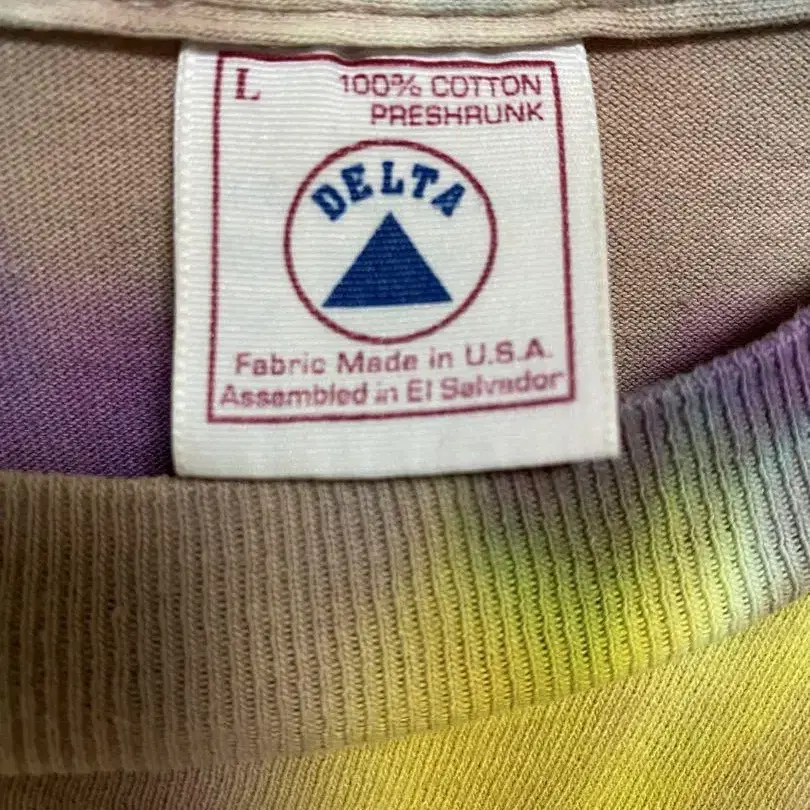 L
100% COTTON
PRESHRUNK
DELTA
Fabric Made in U.S.A.
Assembled in El Salvador